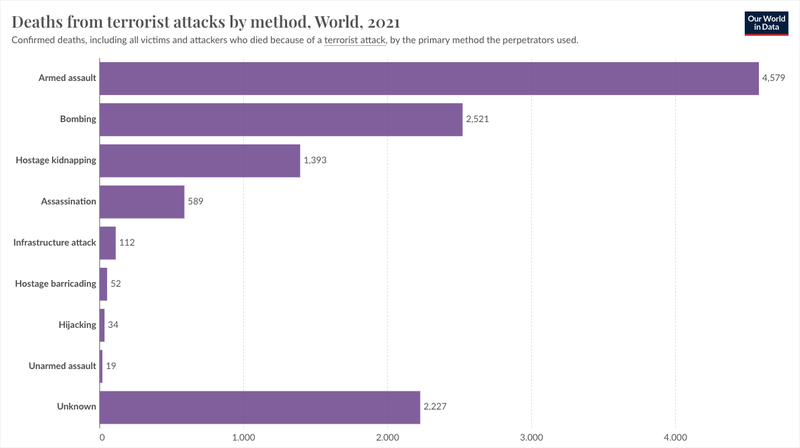 Deaths from terrorist attacks by method, World, 2021
Our World
in Data
Confirmed deaths, including all victims and attackers who died because of a terrorist attack, by the primary method the perpetrators used.
Armed assault 4,579
Bombing 2,521
Hostage kidnapping 1,393
Assassination 589
Infrastructure attack 112
Hostage barricading 52
Hijacking 34
Unarmed assault 19
Unknown 2,227
0 1.000 2.000 3.000 4.000